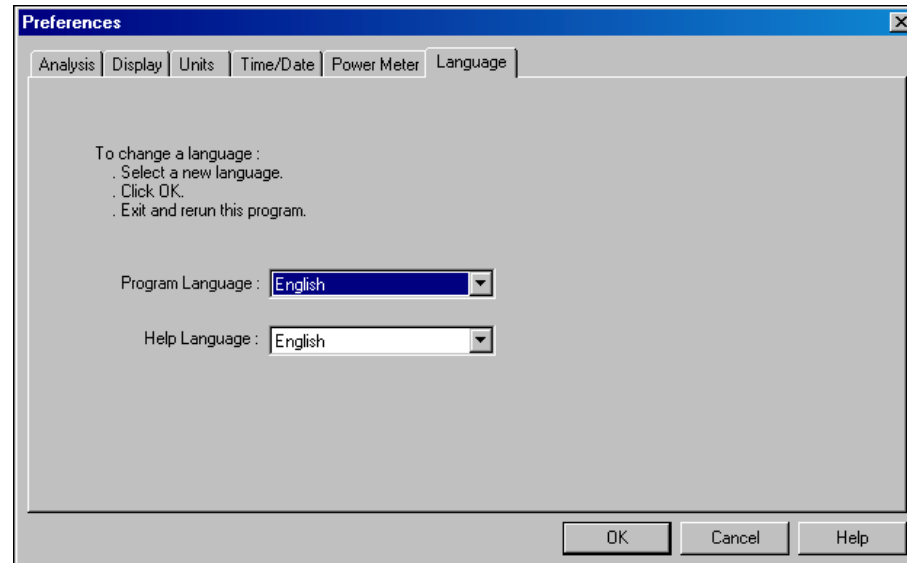 Preferences
Analysis Display Units Time/Date Power Meter Language
To change a language :
. Select a new language.
. Click OK.
. Exit and rerun this program.
Program Language : English
Help Language : English
OK Cancel Help